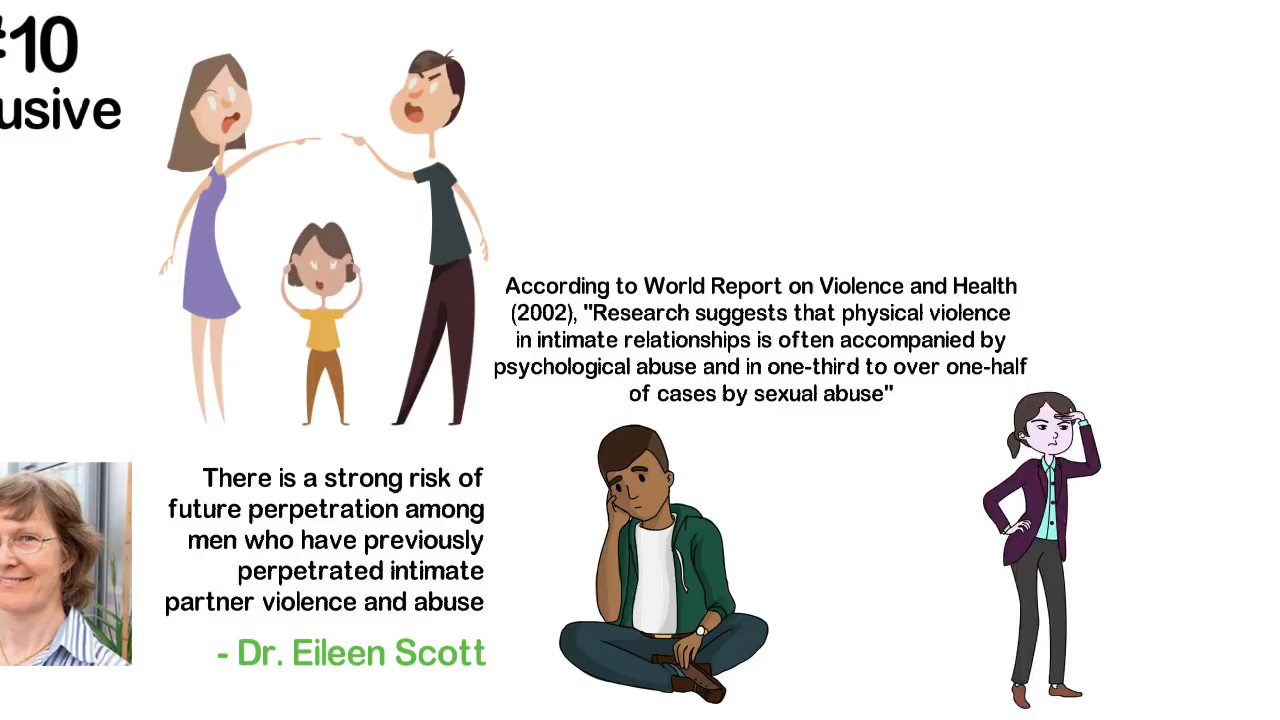 #10
usive
According to World Report on Violence and Health
(2002), "Research suggests that physical violence
in intimate relationships is often accompanied by
psychological abuse and in one-third to over one-half
of cases by sexual abuse"
There is a strong risk of
future perpetration among
men who have previously
perpetrated intimate
partner violence and abuse
- Dr. Eileen Scott